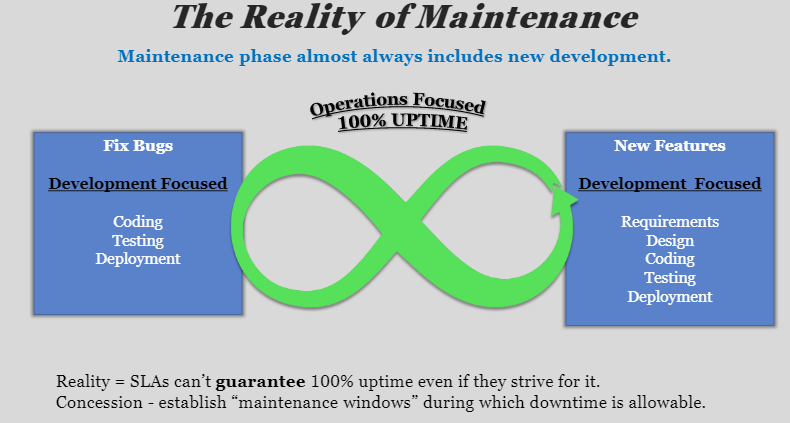 The Reality of Maintenance
Maintenance phase almost always includes new development.
Operations Focused
100% UPTIME
Fix Bugs
Development Focused
Coding
Testing
Deployment
New Features
Development Focused
Requirements
Design
Coding
Testing
Deployment
Reality = SLAs can’t guarantee 100% uptime even if they strive for it.
Concession - establish “maintenance windows” during which downtime is allowable.